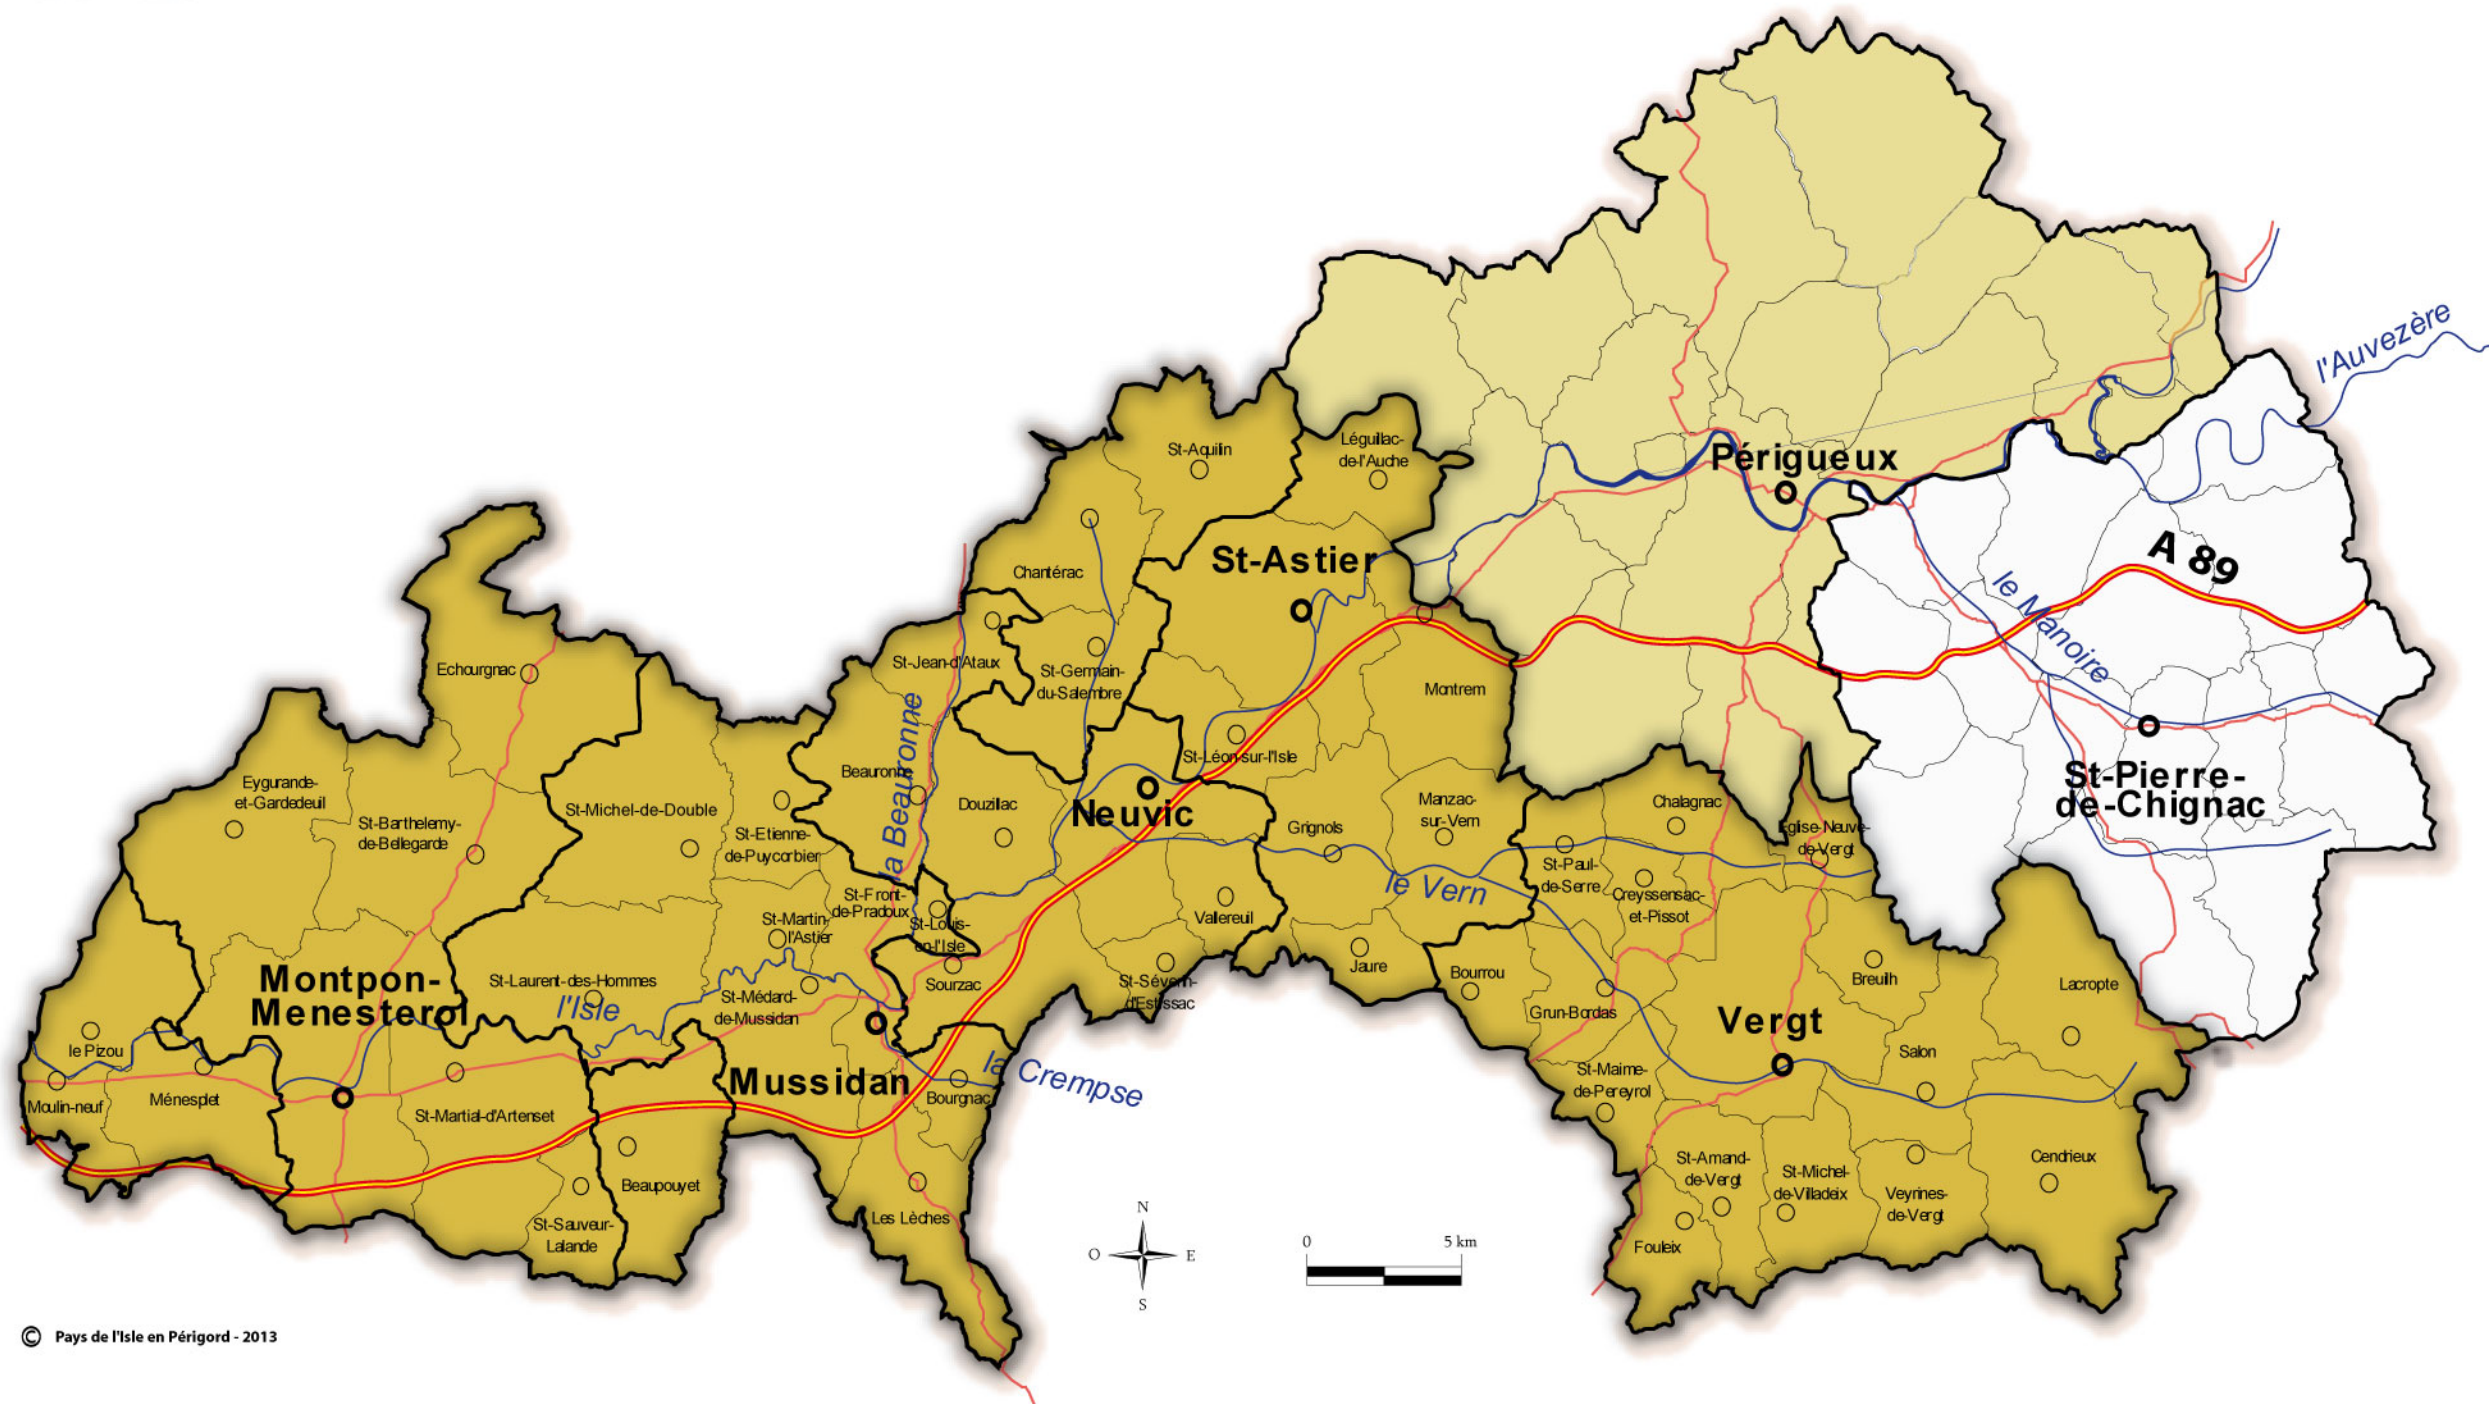 l'Auvezère
St-Aquilin
Léguillac-
de-l'Auche
Périgueux
St-Astier
A 89
Chantérac
le Manoire
St-Jean-d'Ataux
St-Germain-
du-Salembre
Echourgnac
Montrem
la Beauronne
St-Léon-sur-l'Isle
Beauronne
Eygurande-
et-Gardedeuil
St-Barthelemy-
de-Bellegarde
St-Michel-de-Double
St-Etienne-
de-Puycorbier
Douzillac
Neuvic
Grignols
Manzac-
sur-Vern
Chalagnac
Eglise-Neuve-
de-Vergt
St-Pierre-
de-Chignac
St-Paul-
de-Serre
Creyssensac-
et-Pissot
le Vern
St-Front-
de-Pradoux
St-Martin-
l'Astier
St-Louis-
en-l'Isle
Vallereuil
Jaure
Bourrou
Breuilh
Lacropte
Montpon-
Menesterol
St-Laurent-des-Hommes
l'Isle
St-Médard-
de-Mussidan
Sourzac
St-Séverin-
d'Estissac
Grun-Bordas
Vergt
Salon
le Pizou
Moulin-neuf
Ménesplet
St-Martial-d'Artenset
Mussidan
la Crempse
Bourgnac
St-Maime-
de-Pereyrol
Beaupouyet
St-Sauveur-
Lalande
Les Lèches
St-Amand-
de-Vergt
St-Michel-
de-Villadeix
Veyrines-
de-Vergt
Cendrieux
Fouleix
N
O
E
S
0
5 km
© Pays de l'Isle en Périgord - 2013